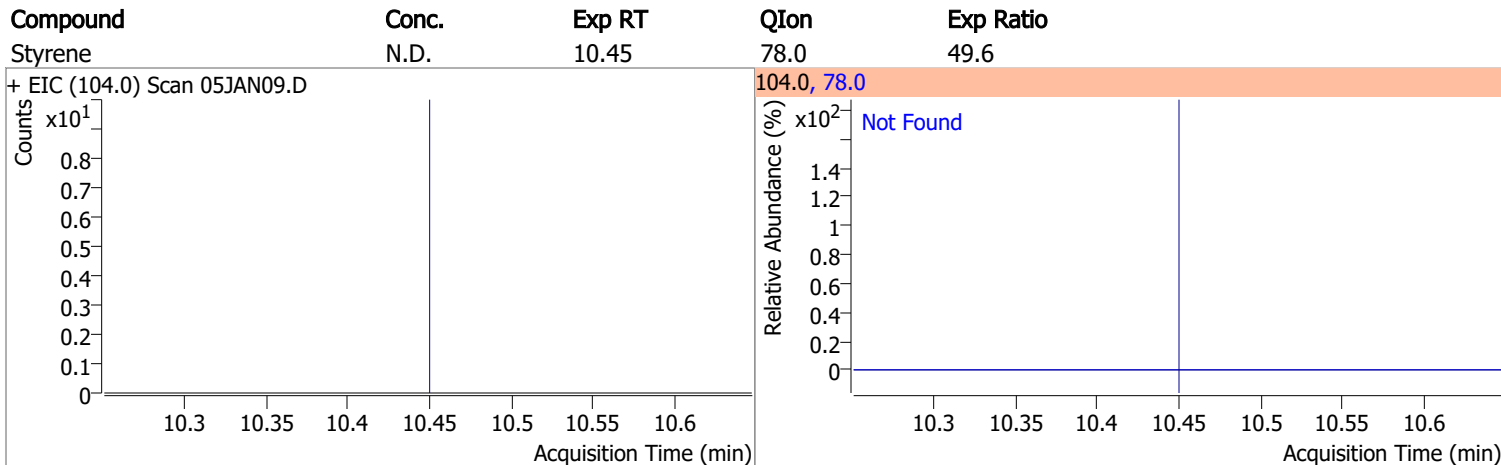 Compound Conc. Exp RT QIon Exp Ratio
Styrene N.D. 10.45 78.0 49.6
+ EIC (104.0) Scan 05JAN09.D
Counts
x10¹
0.8
0.7
0.6
0.5
0.4
0.3
0.2
0.1
0
10.3 10.35 10.4 10.45 10.5 10.55 10.6
Acquisition Time (min)
104.0, 78.0
Relative Abundance (%)
x10²
Not Found
1.4
1.2
1
0.8
0.6
0.4
0.2
0
10.3 10.35 10.4 10.45 10.5 10.55 10.6
Acquisition Time (min)